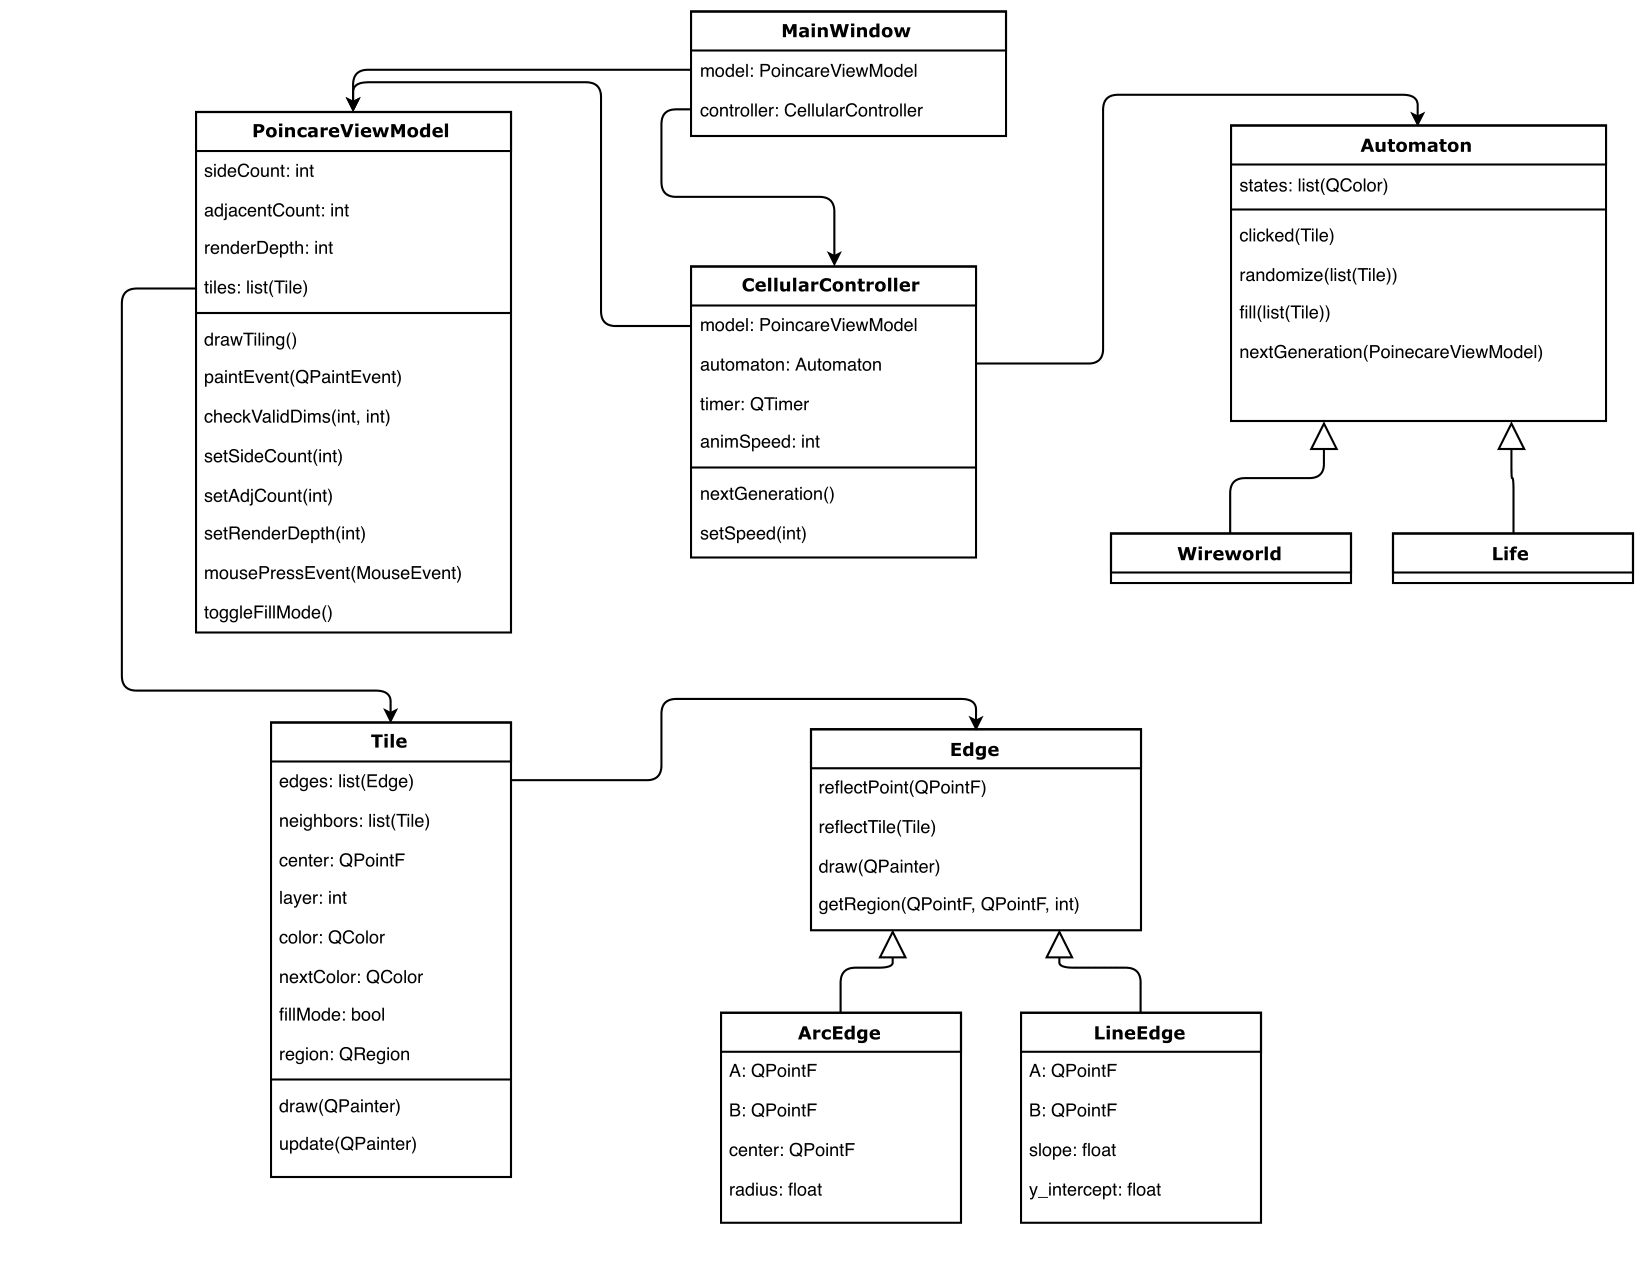 MainWindow
model: PoincareViewModel
controller: CellularController
PoincareViewModel
sideCount: int
adjacentCount: int
renderDepth: int
tiles: list(Tile)
drawTiling()
paintEvent(QPaintEvent)
checkValidDims(int, int)
setSideCount(int)
setAdjCount(int)
setRenderDepth(int)
mousePressEvent(MouseEvent)
toggleFillMode()
CellularController
model: PoincareViewModel
automaton: Automaton
timer: QTimer
animSpeed: int
nextGeneration()
setSpeed(int)
Automaton
states: list(QColor)
clicked(Tile)
randomize(list(Tile))
fill(list(Tile))
nextGeneration(PoinecareViewModel)
Wireworld
Life
Tile
edges: list(Edge)
neighbors: list(Tile)
center: QPointF
layer: int
color: QColor
nextColor: QColor
fillMode: bool
region: QRegion
draw(QPainter)
update(QPainter)
Edge
reflectPoint(QPointF)
reflectTile(Tile)
draw(QPainter)
getRegion(QPointF, QPointF, int)
ArcEdge
A: QPointF
B: QPointF
center: QPointF
radius: float
LineEdge
A: QPointF
B: QPointF
slope: float
y_intercept: float